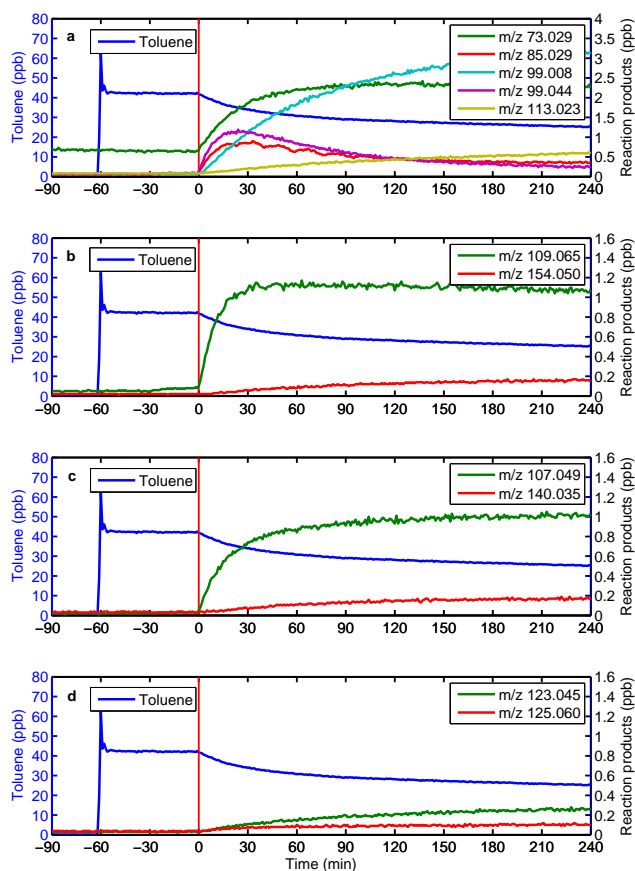 a
Toluene
m/z 73.029
m/z 85.029
m/z 99.008
m/z 99.044
m/z 113.023
Toluene (ppb)
80
70
60
50
40
30
20
10
0
Reaction products (ppb)
4
3.5
3
2.5
2
1.5
1
0.5
0
−90 −60 −30 0 30 60 90 120 150 180 210 240
b
Toluene
m/z 109.065
m/z 154.050
Toluene (ppb)
80
70
60
50
40
30
20
10
0
Reaction products (ppb)
1.6
1.4
1.2
1
0.8
0.6
0.4
0.2
0
−90 −60 −30 0 30 60 90 120 150 180 210 240
c
Toluene
m/z 107.049
m/z 140.035
Toluene (ppb)
80
70
60
50
40
30
20
10
0
Reaction products (ppb)
1.6
1.4
1.2
1
0.8
0.6
0.4
0.2
0
−90 −60 −30 0 30 60 90 120 150 180 210 240
d
Toluene
m/z 123.045
m/z 125.060
Toluene (ppb)
80
70
60
50
40
30
20
10
0
Reaction products (ppb)
1.6
1.4
1.2
1
0.8
0.6
0.4
0.2
0
−90 −60 −30 0 30 60 90 120 150 180 210 240
Time (min)